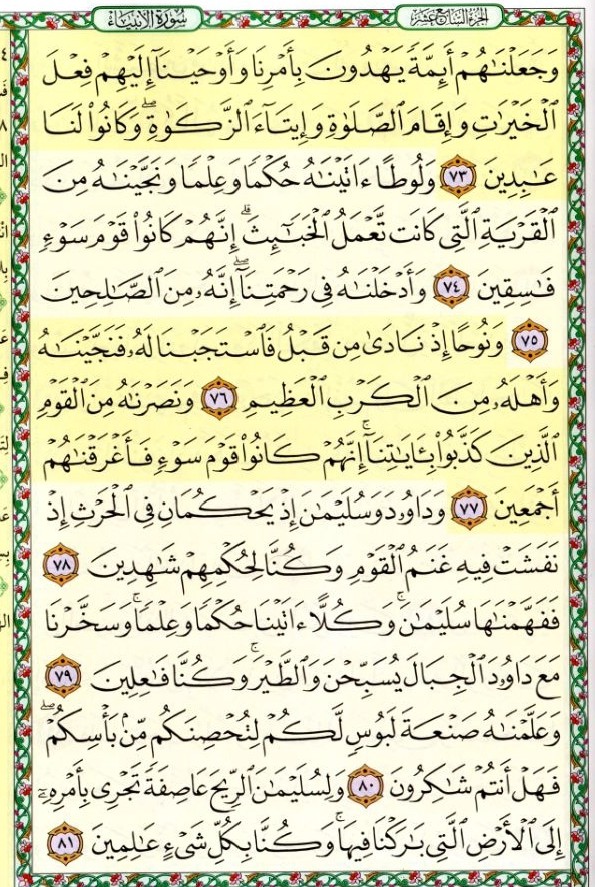 سورة الأنبياء
الجزء السابع عشر
وَجَعَلْنَٰهُمْ أَئِمَّةً يَهْدُونَ بِأَمْرِنَا وَأَوْحَيْنَآ إِلَيْهِمْ فِعْلَ
ٱلْخَيْرَٰتِ وَإِقَامَ ٱلصَّلَوٰةِ وَإِيتَآءَ ٱلزَّكَوٰةِ ۖ وَكَانُوا۟ لَنَا
عَٰبِدِينَ ٧٣ وَلُوطًا ءَاتَيْنَٰهُ حُكْمًا وَعِلْمًا وَنَجَّيْنَٰهُ مِنَ
ٱلْقَرْيَةِ ٱلَّتِى كَانَت تَّعْمَلُ ٱلْخَبَٰٓئِثَ ۗ إِنَّهُمْ كَانُوا۟ قَوْمَ سَوْءٍ
فَٰسِقِينَ ٧٤ وَأَدْخَلْنَٰهُ فِى رَحْمَتِنَآ ۖ إِنَّهُۥ مِنَ ٱلصَّٰلِحِينَ
٧٥ وَنُوحًا إِذْ نَادَىٰ مِن قَبْلُ فَٱسْتَجَبْنَا لَهُۥ فَنَجَّيْنَٰهُ
وَأَهْلَهُۥ مِنَ ٱلْكَرْبِ ٱلْعَظِيمِ ٧٦ وَنَصَرْنَٰهُ مِنَ ٱلْقَوْمِ
ٱلَّذِينَ كَذَّبُوا۟ بِـَٔايَٰتِنَآ ۚ إِنَّهُمْ كَانُوا۟ قَوْمَ سَوْءٍ فَأَغْرَقْنَٰهُمْ
أَجْمَعِينَ ٧٧ وَدَاوُۥدَ وَسُلَيْمَٰنَ إِذْ يَحْكُمَانِ فِى ٱلْحَرْثِ إِذْ
نَفَشَتْ فِيهِ غَنَمُ ٱلْقَوْمِ وَكُنَّا لِحُكْمِهِمْ شَٰهِدِينَ ٧٨
فَفَهَّمْنَٰهَا سُلَيْمَٰنَ ۚ وَكُلًّا ءَاتَيْنَا حُكْمًا وَعِلْمًا ۚ وَسَخَّرْنَا
مَعَ دَاوُۥدَ ٱلْجِبَالَ يُسَبِّحْنَ وَٱلطَّيْرَ ۚ وَكُنَّا فَٰعِلِينَ ٧٩
وَعَلَّمْنَٰهُ صَنْعَةَ لَبُوسٍ لَّكُمْ لِتُحْصِنَكُم مِّنۢ بَأْسِكُمْ ۖ
فَهَلْ أَنتُمْ شَٰكِرُونَ ٨٠ وَلِسُلَيْمَٰنَ ٱلرِّيحَ عَاصِفَةً تَجْرِى بِأَمْرِهِۦٓ
إِلَى ٱلْأَرْضِ ٱلَّتِى بَٰرَكْنَا فِيهَا ۚ وَكُنَّا بِكُلِّ شَىْءٍ عَٰلِمِينَ ٨١